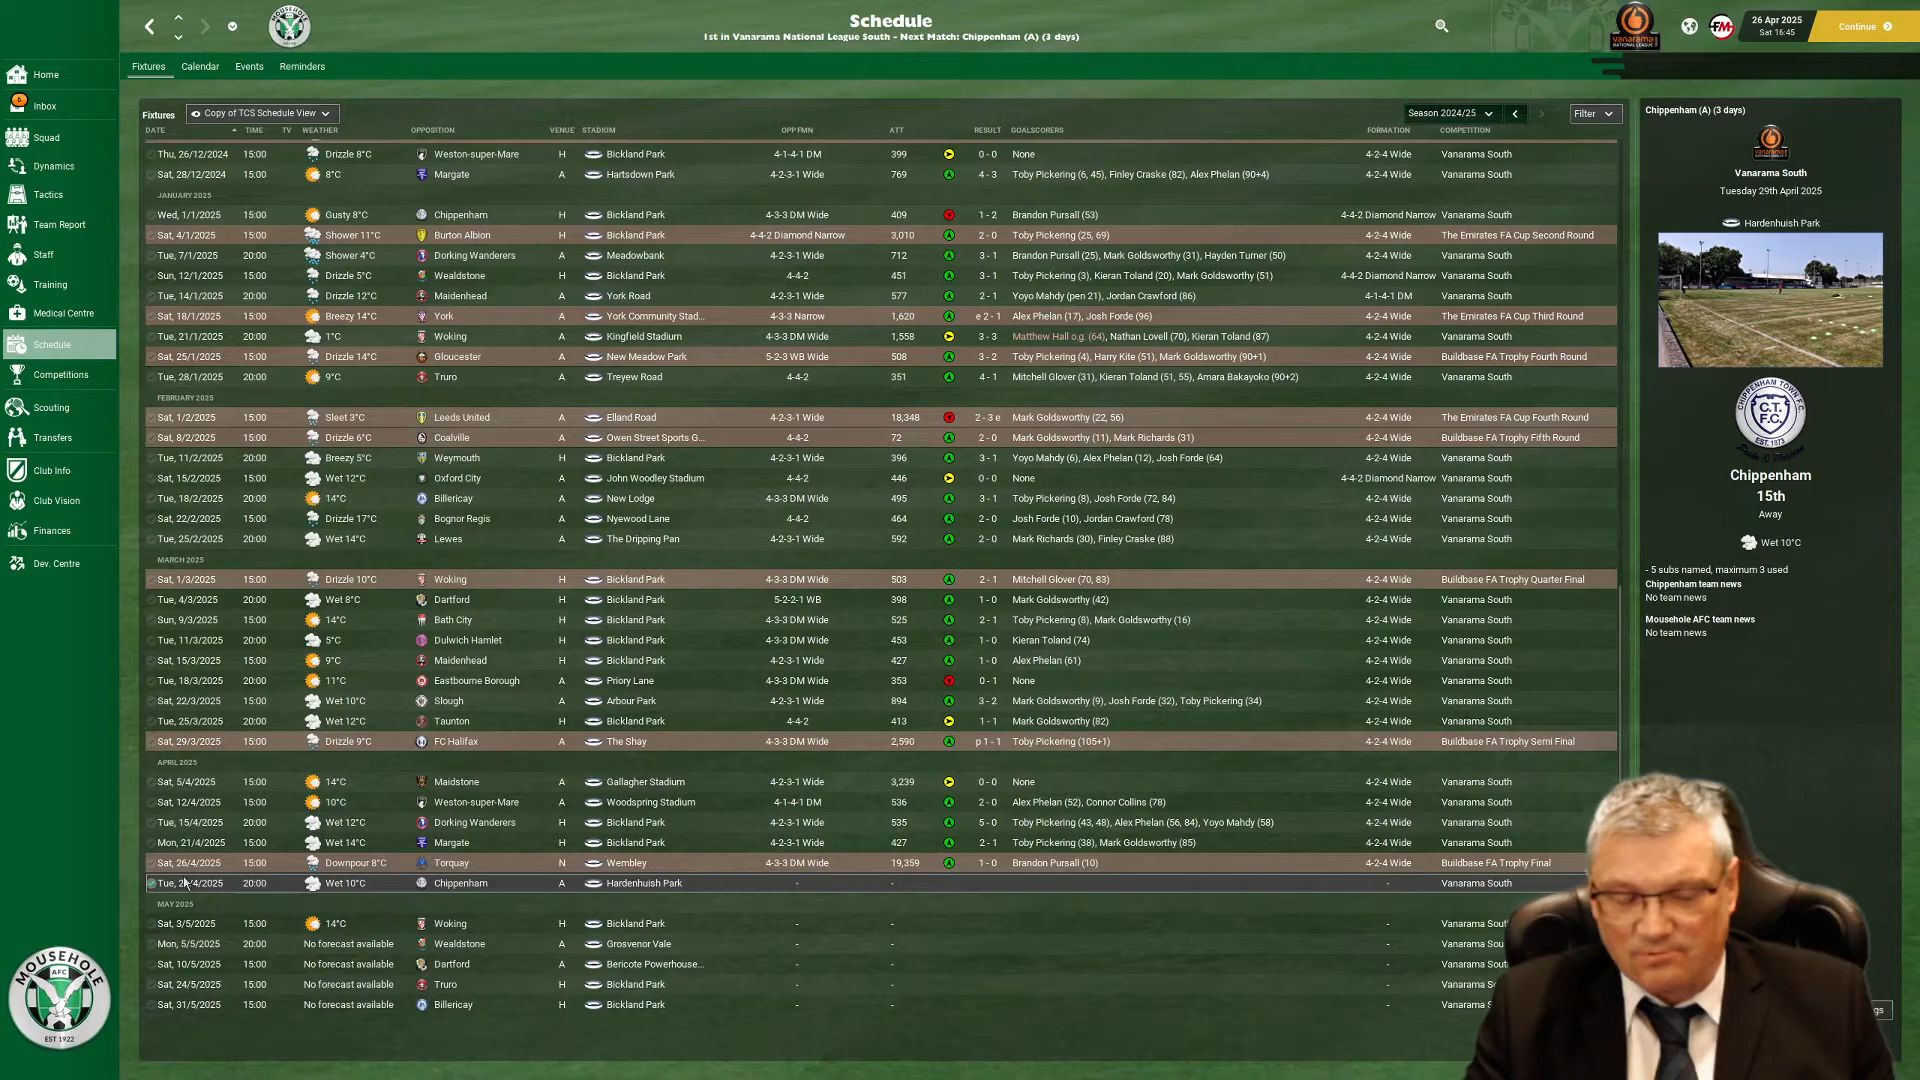 Schedule
1st in Vanarama National League South - Next Match: Chippenham (A) (3 days)
vanarama
NATIONAL LEAGUE
FM
26 Apr 2025
Sat 16:45
Continue
Fixtures Calendar Events Reminders
Home
6
Inbox
Squad
Dynamics
Tactics
Team Report
Staff
Training
Medical Centre
Schedule
Competitions
Scouting
Transfers
Club Info
Club Vision
Finances
Dev. Centre
MOUSEHOLE
AFC
EST 1922
Fixtures Copy of TCS Schedule View Season 2024/25 Filter
DATE TIME TV WEATHER OPPOSITION VENUE STADIUM OPP FMN ATT RESULT GOALSCORERS FORMATION COMPETITION
Thu, 26/12/2024 15:00 Drizzle 8°C Weston-super-Mare H Bickland Park 4-1-4-1 DM 399 0 - 0 None 4-2-4 Wide Vanarama South
Sat, 28/12/2024 15:00 8°C Margate A Hartsdown Park 4-2-3-1 Wide 769 4 - 3 Toby Pickering (6, 45), Finley Craske (82), Alex Phelan (90+4) 4-2-4 Wide Vanarama South
JANUARY 2025
Wed, 1/1/2025 15:00 Gusty 8°C Chippenham H Bickland Park 4-3-3 DM Wide 409 1 - 2 Brandon Pursall (53) 4-4-2 Diamond Narrow Vanarama South
Sat, 4/1/2025 15:00 Shower 11°C Burton Albion H Bickland Park 4-4-2 Diamond Narrow 3,010 2 - 0 Toby Pickering (25, 69) 4-2-4 Wide The Emirates FA Cup Second Round
Tue, 7/1/2025 20:00 Shower 4°C Dorking Wanderers A Meadowbank 4-2-3-1 Wide 712 3 - 1 Brandon Pursall (25), Mark Goldsworthy (31), Hayden Turner (50) 4-2-4 Wide Vanarama South
Sun, 12/1/2025 15:00 Drizzle 5°C Wealdstone H Bickland Park 4-4-2 451 3 - 1 Toby Pickering (3), Kieran Toland (20), Mark Goldsworthy (51) 4-4-2 Diamond Narrow Vanarama South
Tue, 14/1/2025 20:00 Drizzle 12°C Maidenhead A York Road 4-2-3-1 Wide 577 2 - 1 Yoyo Mahdy (pen 21), Jordan Crawford (86) 4-1-4-1 DM Vanarama South
Sat, 18/1/2025 15:00 Breezy 14°C York A York Community Stad... 4-3-3 Narrow 1,620 e 2 - 1 Alex Phelan (17), Josh Forde (96) 4-2-4 Wide The Emirates FA Cup Third Round
Tue, 21/1/2025 20:00 1°C Woking A Kingfield Stadium 4-3-3 DM Wide 1,558 3 - 3 Matthew Hall o.g. (64), Nathan Lovell (70), Kieran Toland (87) 4-2-4 Wide Vanarama South
Sat, 25/1/2025 15:00 Drizzle 14°C Gloucester A New Meadow Park 5-2-3 WB Wide 508 3 - 2 Toby Pickering (4), Harry Kite (51), Mark Goldsworthy (90+1) 4-2-4 Wide Buildbase FA Trophy Fourth Round
Tue, 28/1/2025 20:00 9°C Truro A Treyew Road 4-4-2 351 4 - 1 Mitchell Glover (31), Kieran Toland (51, 55), Amara Bakayoko (90+2) 4-2-4 Wide Vanarama South
FEBRUARY 2025
Sat, 1/2/2025 15:00 Sleet 3°C Leeds United A Elland Road 4-2-3-1 Wide 18,348 2 - 3 e Mark Goldsworthy (22, 56) 4-2-4 Wide The Emirates FA Cup Fourth Round
Sat, 8/2/2025 15:00 Drizzle 6°C Coalville A Owen Street Sports G... 4-4-2 72 2 - 0 Mark Goldsworthy (11), Mark Richards (31) 4-2-4 Wide Buildbase FA Trophy Fifth Round
Tue, 11/2/2025 20:00 Breezy 5°C Weymouth H Bickland Park 4-2-3-1 Wide 396 3 - 1 Yoyo Mahdy (6), Alex Phelan (12), Josh Forde (64) 4-2-4 Wide Vanarama South
Sat, 15/2/2025 15:00 Wet 12°C Oxford City A John Woodley Stadium 4-4-2 446 0 - 0 None 4-4-2 Diamond Narrow Vanarama South
Tue, 18/2/2025 20:00 14°C Billericay A New Lodge 4-3-3 DM Wide 495 3 - 1 Toby Pickering (8), Josh Forde (72, 84) 4-2-4 Wide Vanarama South
Sat, 22/2/2025 15:00 Drizzle 17°C Bognor Regis A Nyewood Lane 4-4-2 464 2 - 0 Josh Forde (10), Jordan Crawford (78) 4-2-4 Wide Vanarama South
Tue, 25/2/2025 20:00 Wet 14°C Lewes A The Dripping Pan 4-2-3-1 Wide 592 2 - 0 Mark Richards (30), Finley Craske (88) 4-2-4 Wide Vanarama South
MARCH 2025
Sat, 1/3/2025 15:00 Drizzle 10°C Woking H Bickland Park 4-3-3 DM Wide 503 2 - 1 Mitchell Glover (70, 83) 4-2-4 Wide Buildbase FA Trophy Quarter Final
Tue, 4/3/2025 20:00 Wet 8°C Dartford H Bickland Park 5-2-2-1 WB 398 1 - 0 Mark Goldsworthy (42) 4-2-4 Wide Vanarama South
Sun, 9/3/2025 15:00 14°C Bath City H Bickland Park 4-3-3 DM Wide 525 2 - 1 Toby Pickering (8), Mark Goldsworthy (16) 4-2-4 Wide Vanarama South
Tue, 11/3/2025 20:00 5°C Dulwich Hamlet H Bickland Park 4-3-3 DM Wide 453 1 - 0 Kieran Toland (74) 4-2-4 Wide Vanarama South
Sat, 15/3/2025 15:00 9°C Maidenhead H Bickland Park 4-2-3-1 Wide 427 1 - 0 Alex Phelan (61) 4-2-4 Wide Vanarama South
Tue, 18/3/2025 20:00 11°C Eastbourne Borough A Priory Lane 4-3-3 DM Wide 353 0 - 1 None 4-2-4 Wide Vanarama South
Sat, 22/3/2025 15:00 Wet 10°C Slough A Arbour Park 4-2-3-1 Wide 894 3 - 2 Mark Goldsworthy (9), Josh Forde (32), Toby Pickering (34) 4-2-4 Wide Vanarama South
Tue, 25/3/2025 20:00 Wet 12°C Taunton H Bickland Park 4-4-2 413 1 - 1 Mark Goldsworthy (82) 4-2-4 Wide Vanarama South
Sat, 29/3/2025 15:00 Drizzle 9°C FC Halifax A The Shay 4-3-3 DM Wide 2,590 p 1 - 1 Toby Pickering (105+1) 4-2-4 Wide Buildbase FA Trophy Semi Final
APRIL 2025
Sat, 5/4/2025 15:00 14°C Maidstone A Gallagher Stadium 4-2-3-1 Wide 3,239 0 - 0 None 4-2-4 Wide Vanarama South
Sat, 12/4/2025 15:00 10°C Weston-super-Mare A Woodspring Stadium 4-1-4-1 DM 536 2 - 0 Alex Phelan (52), Connor Collins (78) 4-2-4 Wide Vanarama South
Tue, 15/4/2025 20:00 Wet 12°C Dorking Wanderers H Bickland Park 4-2-3-1 Wide 535 5 - 0 Toby Pickering (43, 48), Alex Phelan (56, 84), Yoyo Mahdy (58) 4-2-4 Wide Vanarama South
Mon, 21/4/2025 15:00 Wet 14°C Margate H Bickland Park 4-2-3-1 Wide 427 2 - 1 Toby Pickering (38), Mark Goldsworthy (85) 4-2-4 Wide Vanarama South
Sat, 26/4/2025 15:00 Downpour 8°C Torquay N Wembley 4-3-3 DM Wide 19,359 1 - 0 Brandon Pursall (10) 4-2-4 Wide Buildbase FA Trophy Final
Tue, 2 /4/2025 20:00 Wet 10°C Chippenham A Hardenhuish Park - - - Vanarama South
MAY 2025
Sat, 3/5/2025 15:00 14°C Woking H Bickland Park - - - Vanarama South
Mon, 5/5/2025 20:00 No forecast available Wealdstone A Grosvenor Vale - - - Vanarama Sou
Sat, 10/5/2025 15:00 No forecast available Dartford A Bericote Powerhouse... - - - Vanarama Sou
Sat, 24/5/2025 15:00 No forecast available Truro H Bickland Park - - - Vanarama S
Sat, 31/5/2025 15:00 No forecast available Billericay H Bickland Park - - - Vanarama S
Chippenham (A) (3 days)
Vanarama South
Tuesday 29th April 2025
Hardenhuish Park
CHIPPENHAM TOWN F.C.
C.T.
F.C.
EST. 1873
Chippenham
15th
Away
Wet 10°C
- 5 subs named, maximum 3 used
Chippenham team news
No team news
Mousehole AFC team news
No team news
gs